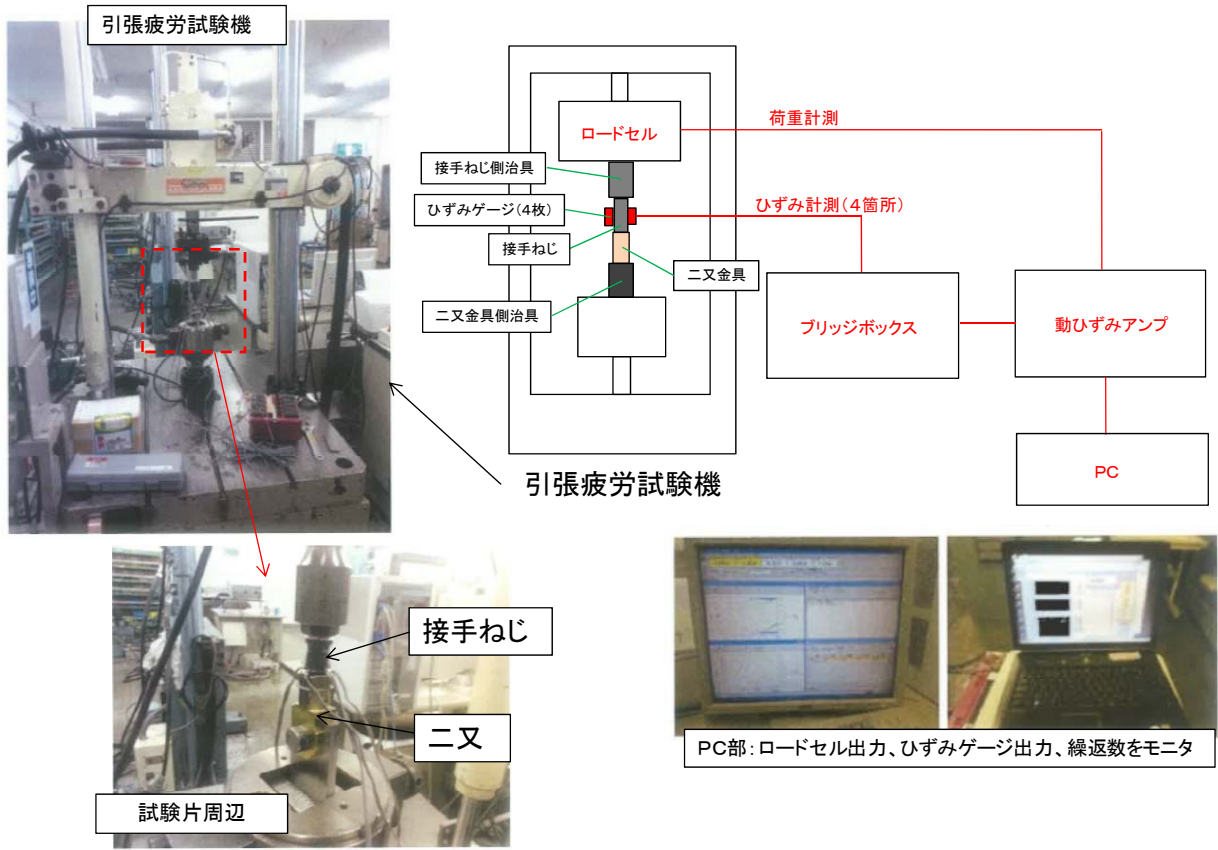 引張疲労試験機
ロードセル
荷重計測
接手ねじ側治具
ひずみゲージ(4枚)
ひずみ計測(4箇所)
接手ねじ
二又金具
二又金具側治具
ブリッジボックス
動ひずみアンプ
PC
引張疲労試験機
接手ねじ
二又
試験片周辺
PC部:ロードセル出力、ひずみゲージ出力、繰返数をモニタ